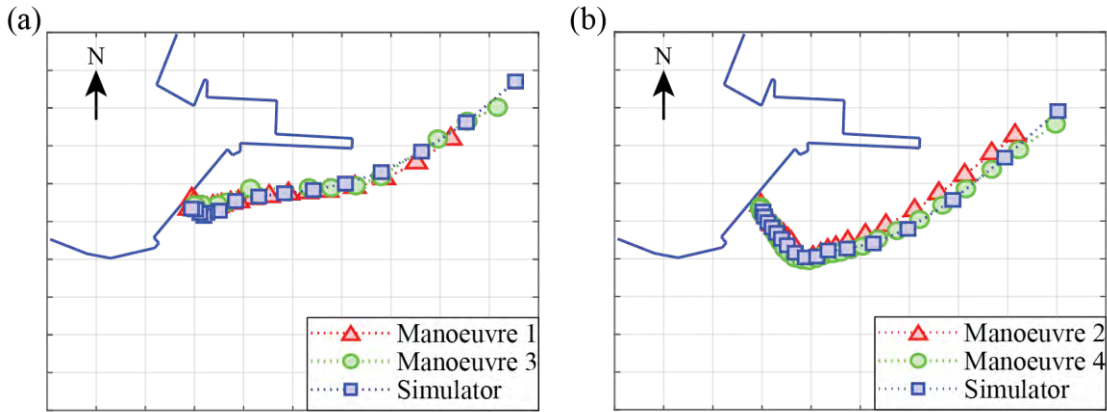 (a)
N
Manoeuvre 1
Manoeuvre 3
Simulator
(b)
N
Manoeuvre 2
Manoeuvre 4
Simulator